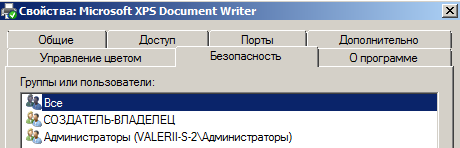 Свойства: Microsoft XPS Document Writer
Общие Доступ Порты Дополнительно
Управление цветом Безопасность О программе
Группы или пользователи:
Все
СОЗДАТЕЛЬ-ВЛАДЕЛЕЦ
Администраторы (VALERII-S-2\Администраторы)